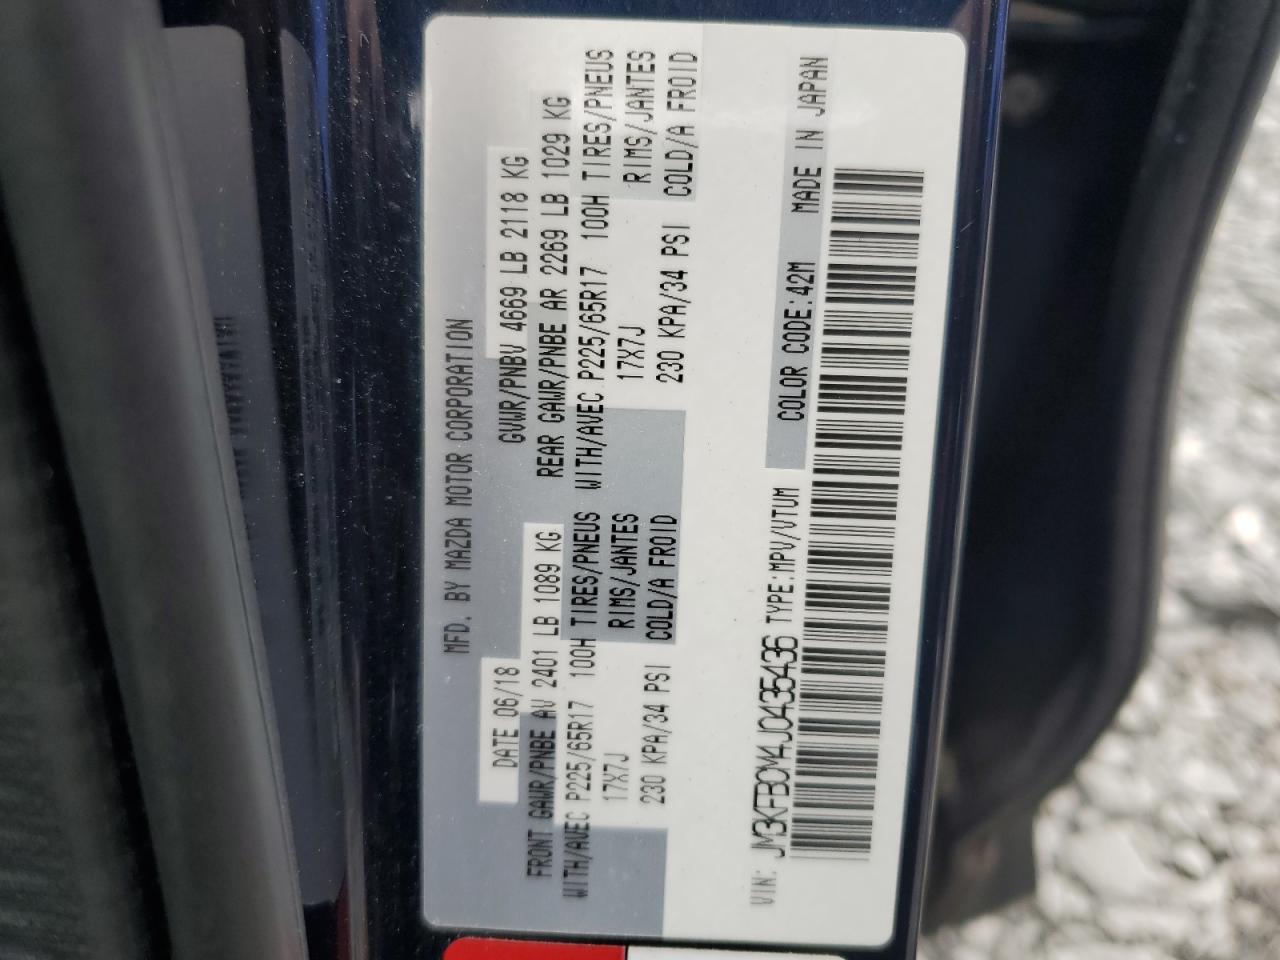 MFD. BY MAZDA MOTOR CORPORATION
DATE 06/18 GVWR/PNBV 4669 LB 2118 KG
FRONT GAWR/PNBE AV 2401 LB 1089 KG REAR GAWR/PNBE AR 2269 LB 1029 KG
WITH/AVEC P225/65R17 100H TIRES/PNEUS WITH/AVEC P225/65R17 100H TIRES/PNEUS
17X7J RIMS/JANTES 17X7J RIMS/JANTES
230 KPA/34 PSI COLD/A FROID 230 KPA/34 PSI COLD/A FROID
VIN: JM3KFBCM4J0435436 TYPE:MPV/VTUM COLOR CODE:42M MADE IN JAPAN